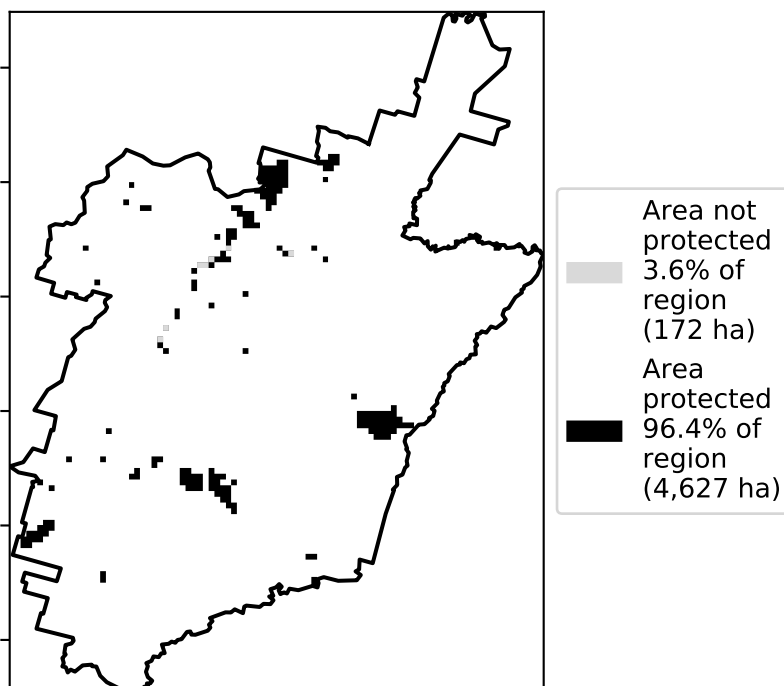 Area not
protected
3.6% of
region
(172 ha)
Area
protected
96.4% of
region
(4,627 ha)